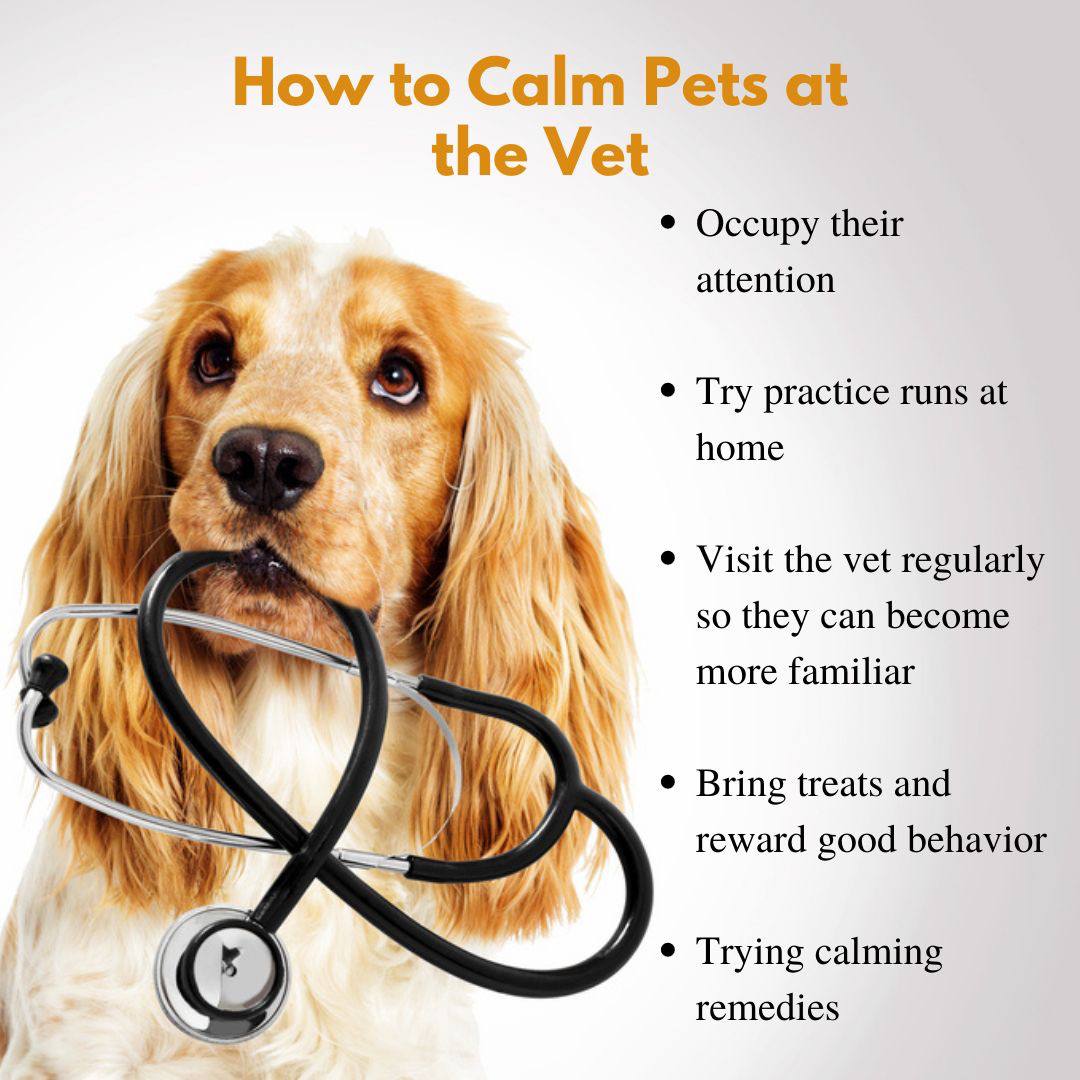 How to Calm Pets at
the Vet
• Occupy their
attention
• Try practice runs at
home
• Visit the vet regularly
so they can become
more familiar
• Bring treats and
reward good behavior
• Trying calming
remedies